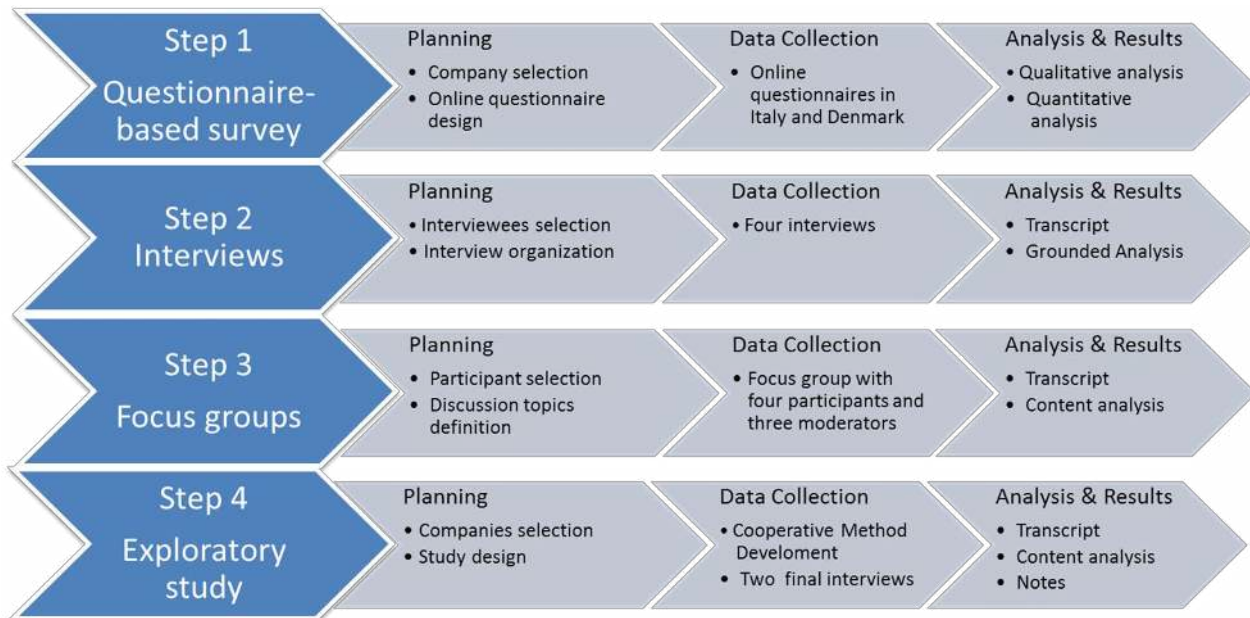 Step 1
Questionnaire-
based survey
Planning
• Company selection
• Online questionnaire
design
Data Collection
• Online
questionnaires in
Italy and Denmark
Analysis & Results
• Qualitative analysis
• Quantitative
analysis
Step 2
Interviews
Planning
• Interviewees selection
• Interview organization
Data Collection
• Four interviews
Analysis & Results
• Transcript
• Grounded Analysis
Step 3
Focus groups
Planning
• Participant selection
• Discussion topics
definition
Data Collection
• Focus group with
four participants and
three moderators
Analysis & Results
• Transcript
• Content analysis
Step 4
Exploratory
study
Planning
• Companies selection
• Study design
Data Collection
• Cooperative Method
Develoment
• Two final interviews
Analysis & Results
• Transcript
• Content analysis
• Notes